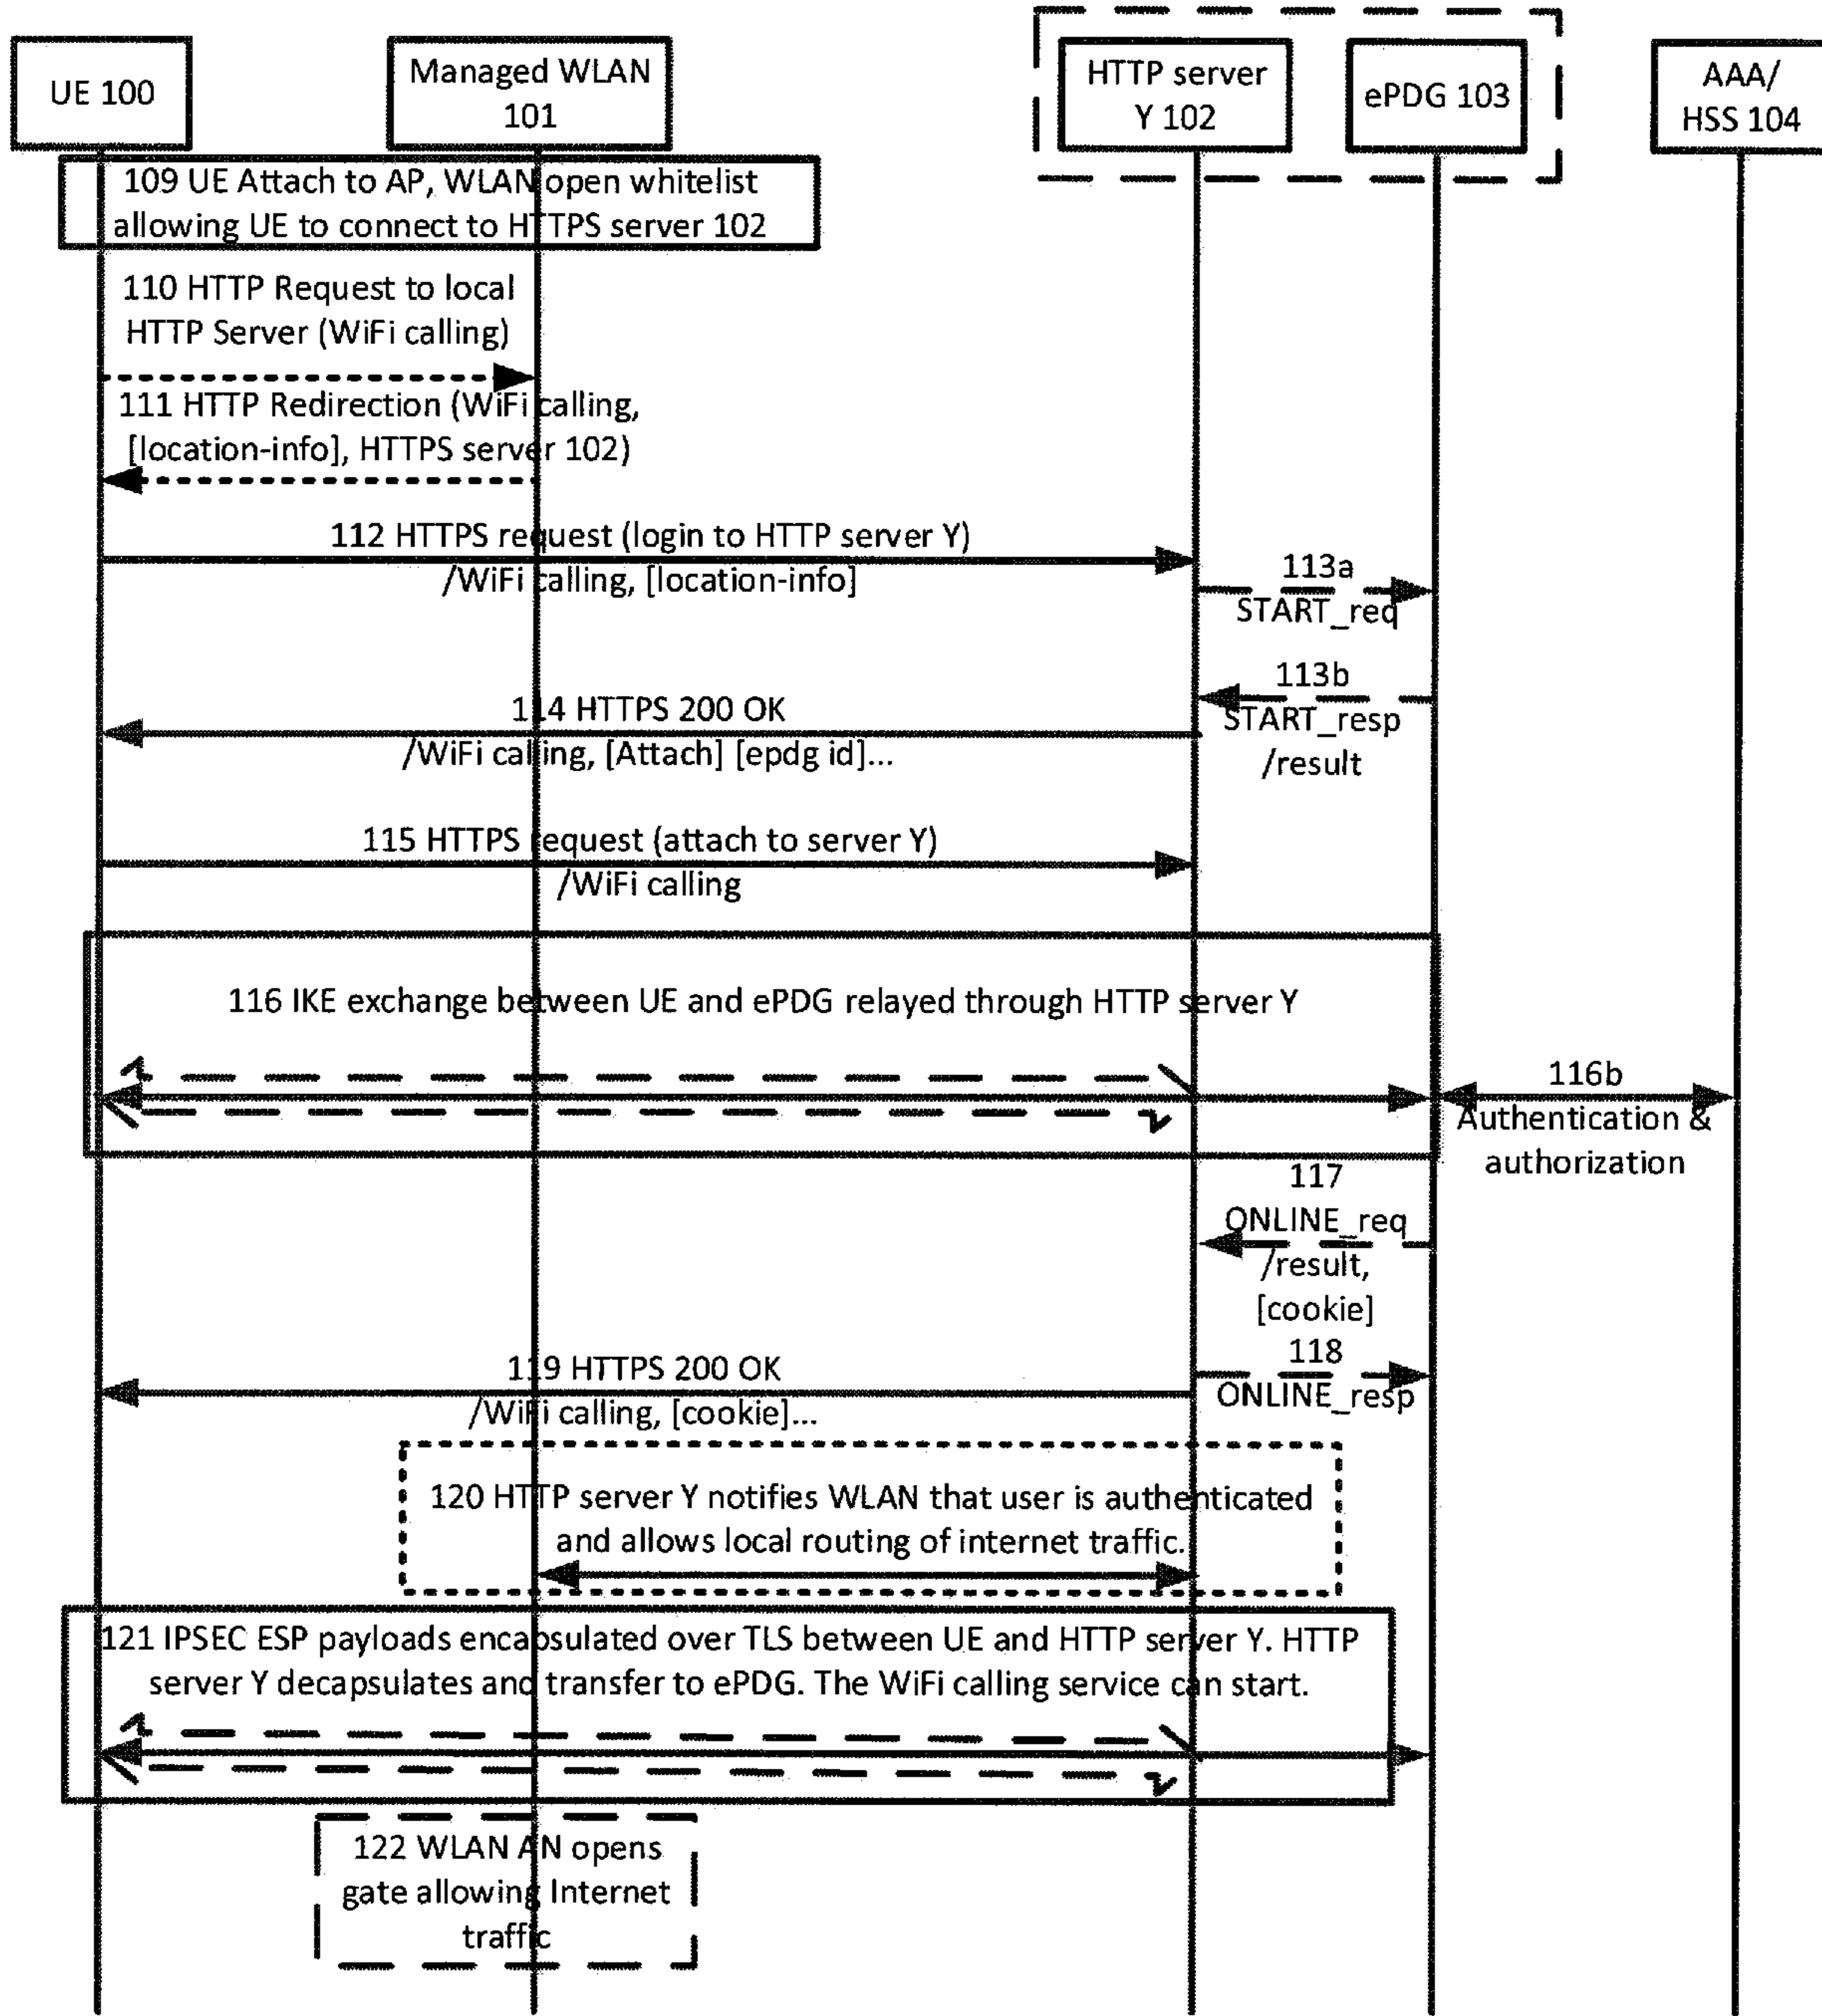 UE 100
Managed WLAN
101
HTTP server
Y 102
ePDG 103
AAA/
HSS 104
109 UE Attach to AP, WLAN open whitelist
allowing UE to connect to HTTPS server 102
110 HTTP Request to local
HTTP Server (WiFi calling)
111 HTTP Redirection (WiFi calling,
[location-info], HTTPS server 102)
112 HTTPS request (login to HTTP server Y)
/WiFi calling, [location-info]
113a
START_req
113b
START_resp
/result
114 HTTPS 200 OK
/WiFi calling, [Attach] [epdg id]...
115 HTTPS request (attach to server Y)
/WiFi calling
116 IKE exchange between UE and ePDG relayed through HTTP server Y
116b
Authentication &
authorization
117
ONLINE_req
/result,
[cookie]
118
ONLINE_resp
119 HTTPS 200 OK
/WiFi calling, [cookie]...
120 HTTP server Y notifies WLAN that user is authenticated
and allows local routing of internet traffic.
121 IPSEC ESP payloads encapsulated over TLS between UE and HTTP server Y. HTTP
server Y decapsulates and transfer to ePDG. The WiFi calling service can start.
122 WLAN AN opens
gate allowing Internet
traffic